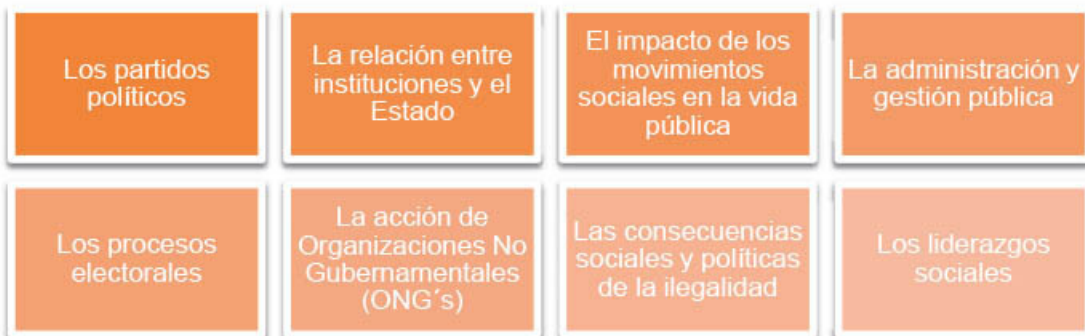 Los partidos
políticos
La relación entre
instituciones y el
Estado
El impacto de los
movimientos
sociales en la vida
pública
La administración y
gestión pública
Los procesos
electorales
La acción de
Organizaciones No
Gubernamentales
(ONG´s)
Las consecuencias
sociales y políticas
de la ilegalidad
Los liderazgos
sociales